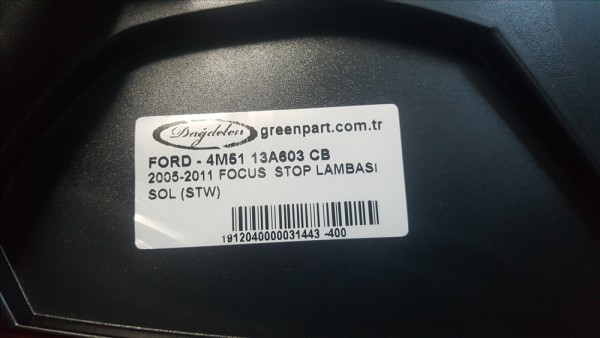 Dağdelen greenpart.com.tr
FORD - 4M51 13A603 CB
2005-2011 FOCUS STOP LAMBASI
SOL (STW)
1912040000031443 -400